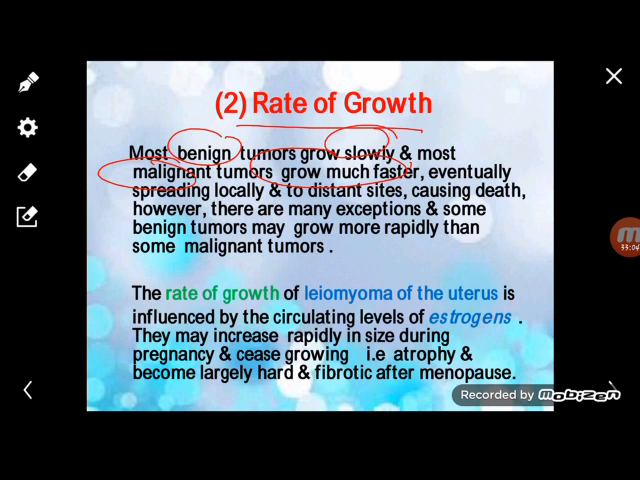 (2) Rate of Growth
Most benign tumors grow slowly & most
malignant tumors grow much faster, eventually
spreading locally & to distant sites, causing death,
however, there are many exceptions & some
benign tumors may grow more rapidly than
some malignant tumors .
The rate of growth of leiomyoma of the uterus is
influenced by the circulating levels of estrogens .
They may increase rapidly in size during
pregnancy & cease growing i.e atrophy &
become largely hard & fibrotic after menopause.
33:04
Recorded by MOBIZEN